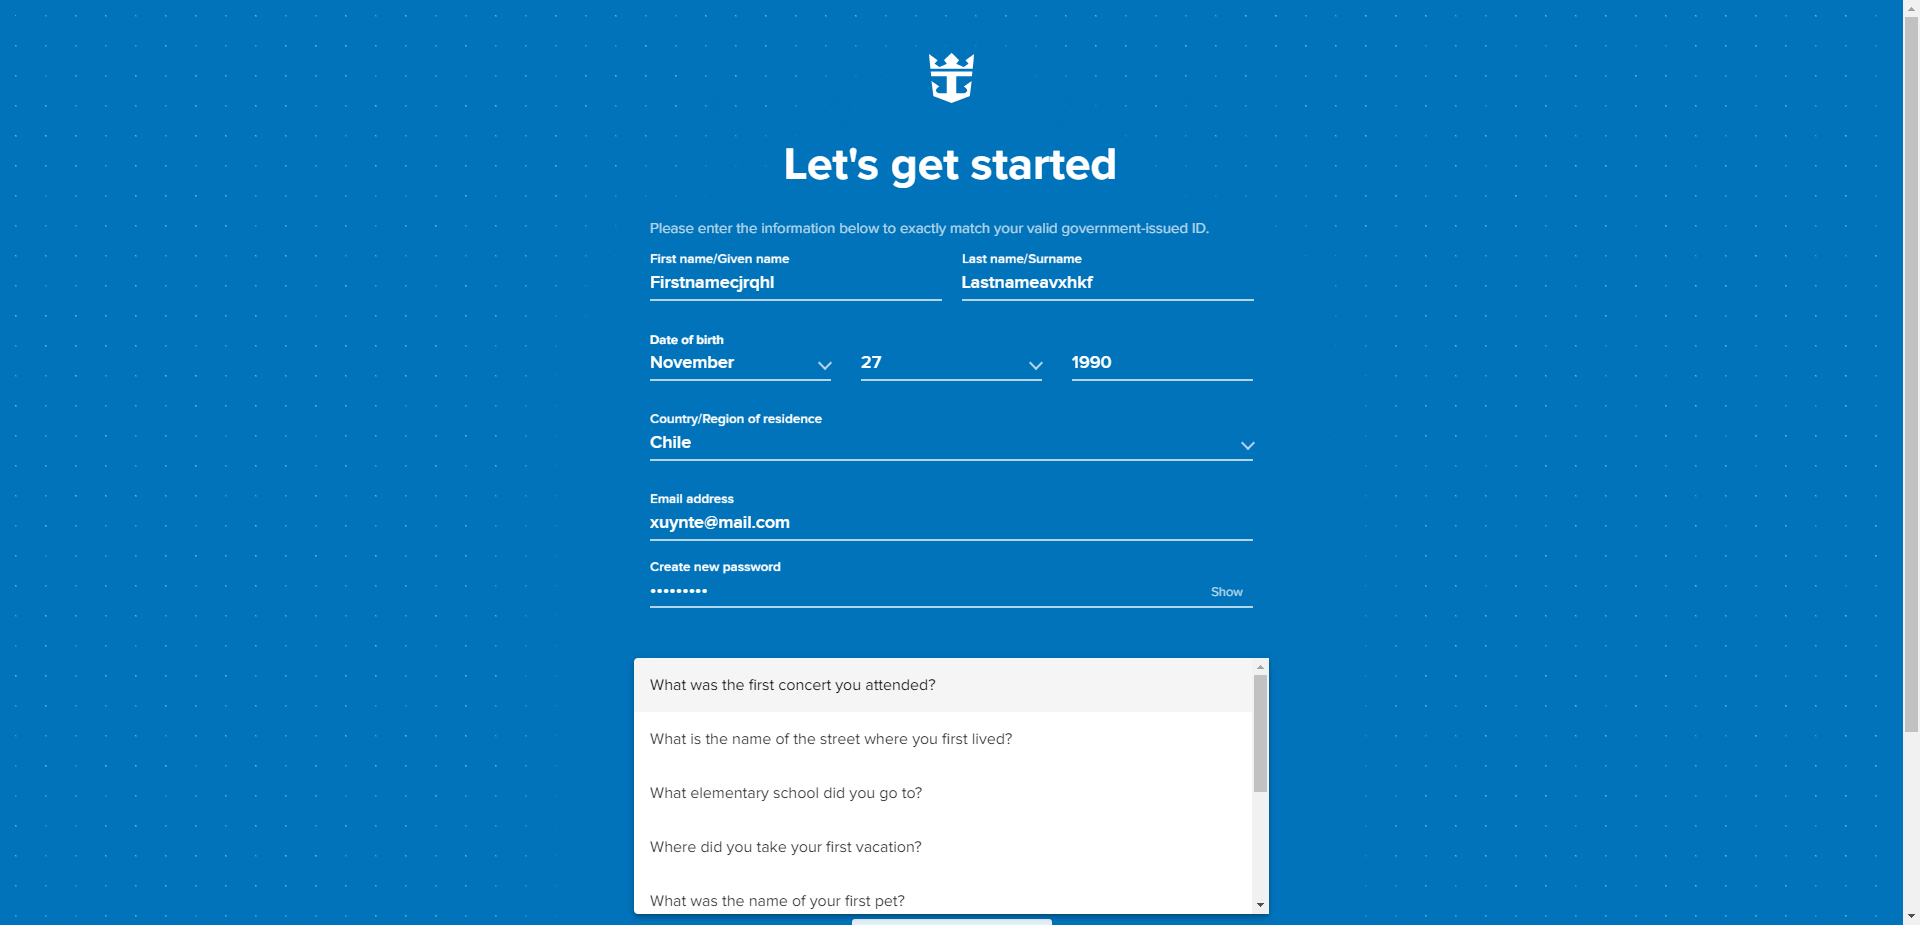 Let's get started
Please enter the information below to exactly match your valid government-issued ID.
First name/Given name
Firstnamecjrqhl
Last name/Surname
Lastnameavxhkf
Date of birth
November
27
1990
Country/Region of residence
Chile
Email address
xuynte@mail.com
Create new password
•••••••••
Show
What was the first concert you attended?
What is the name of the street where you first lived?
What elementary school did you go to?
Where did you take your first vacation?
What was the name of your first pet?